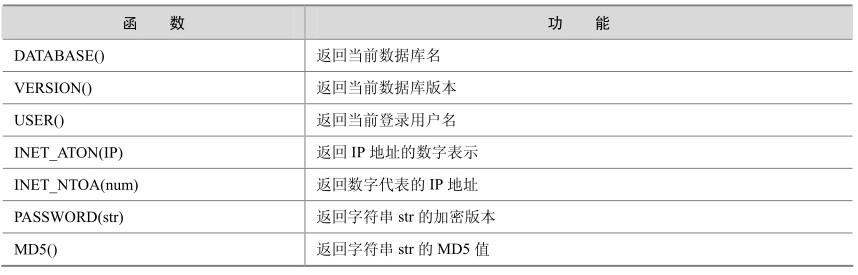 函 数 功 能
DATABASE() 返回当前数据库名
VERSION() 返回当前数据库版本
USER() 返回当前登录用户名
INET_ATON(IP) 返回 IP 地址的数字表示
INET_NTOA(num) 返回数字代表的 IP 地址
PASSWORD(str) 返回字符串 str 的加密版本
MD5() 返回字符串 str 的 MD5 值